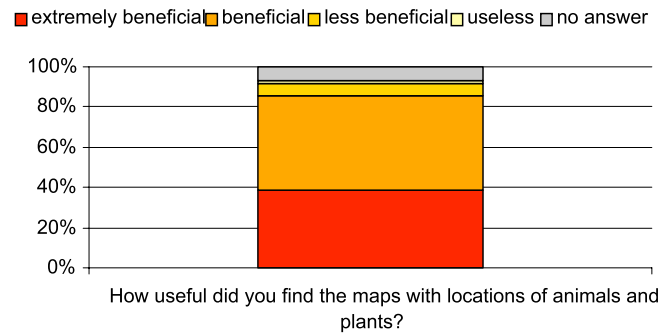 extremely beneficial beneficial less beneficial useless no answer
100%
80%
60%
40%
20%
0%
How useful did you find the maps with locations of animals and
plants?